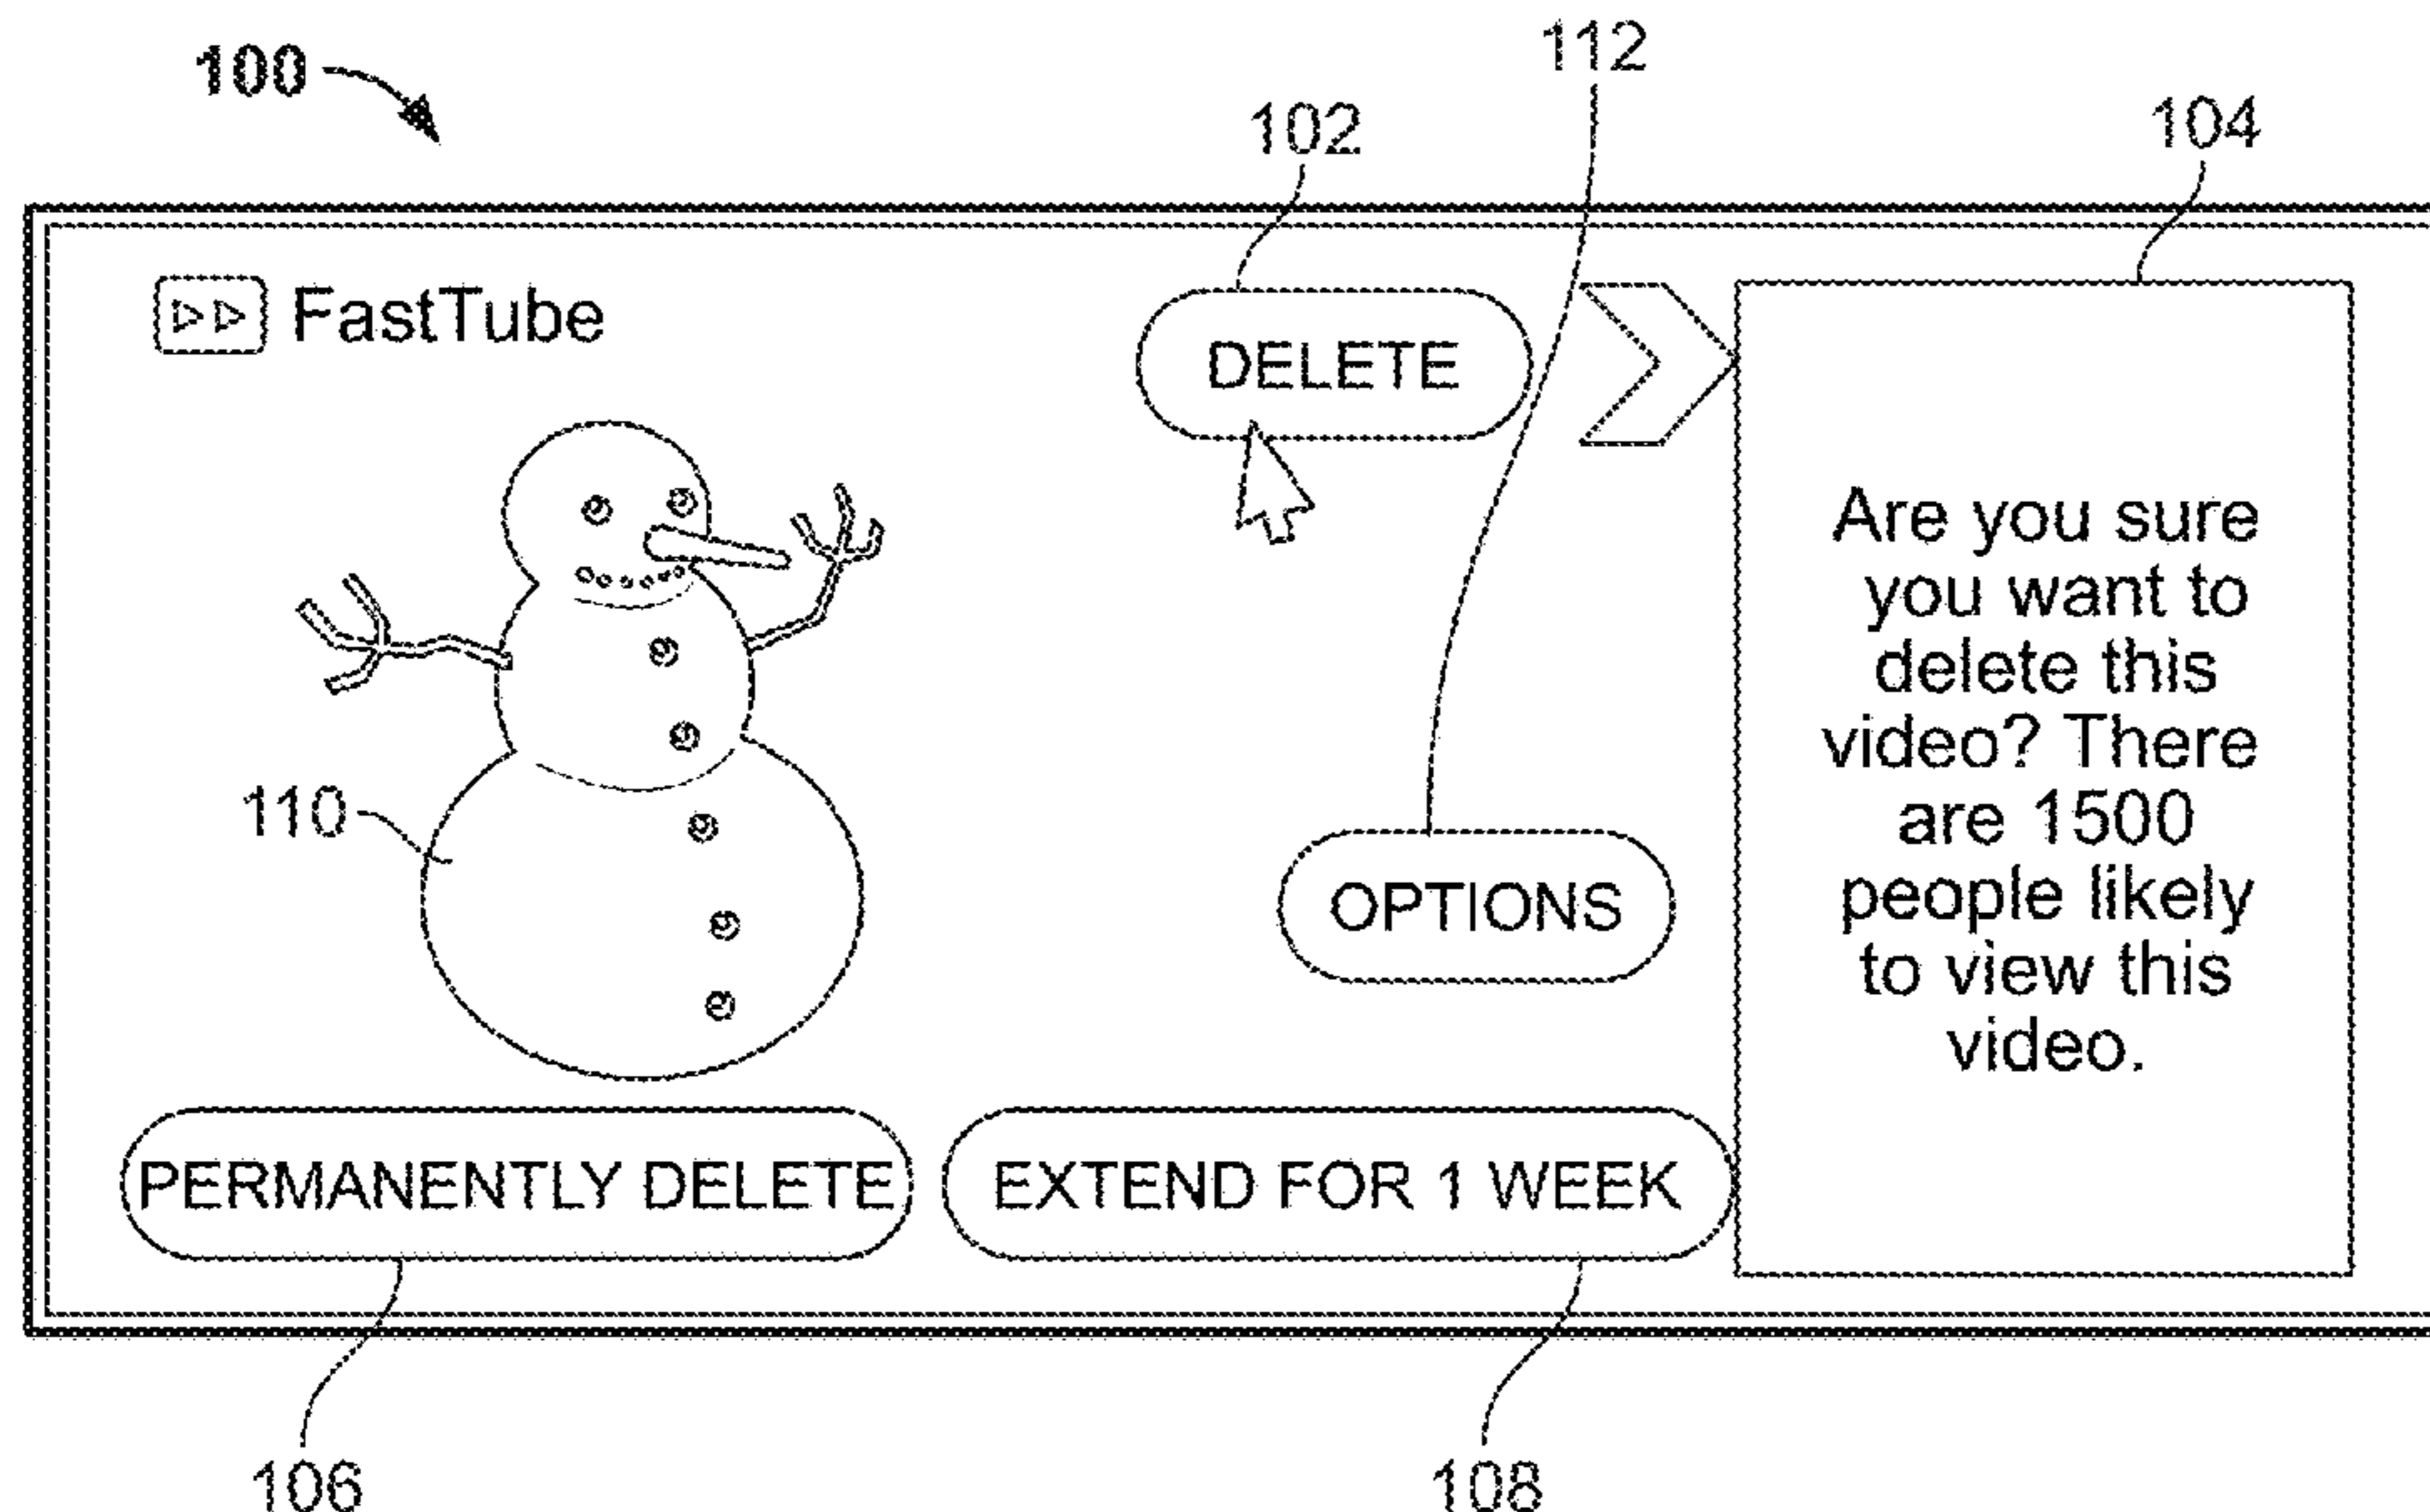 100
112
102
104
FastTube
DELETE
Are you sure
you want to
delete this
video? There
are 1500
people likely
to view this
video.
110
OPTIONS
PERMANENTLY DELETE
EXTEND FOR 1 WEEK
106
108